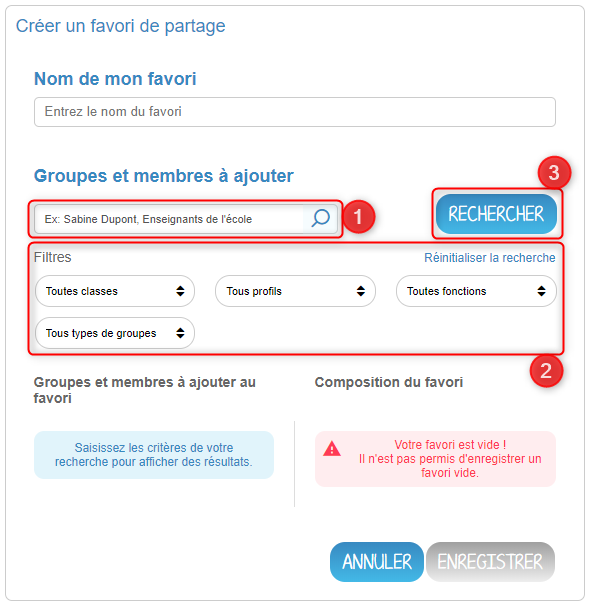 Créer un favori de partage
Nom de mon favori
Entrez le nom du favori
Groupes et membres à ajouter
3
Ex: Sabine Dupont, Enseignants de l'école
1
RECHERCHER
Filtres
Réinitialiser la recherche
Toutes classes
Tous profils
Toutes fonctions
Tous types de groupes
2
Groupes et membres à ajouter au
favori
Composition du favori
Saisissez les critères de votre
recherche pour afficher des résultats.
Votre favori est vide !
Il n'est pas permis d'enregistrer un
favori vide.
ANNULER
ENREGISTRER